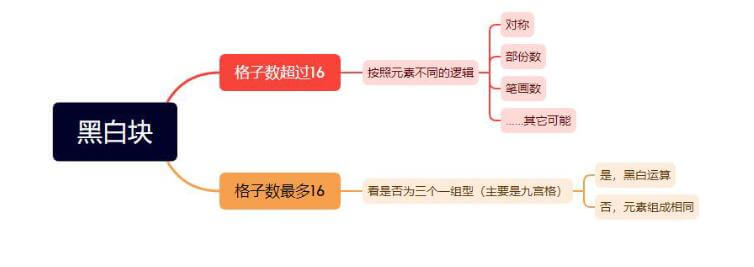 黑白块
格子数超过16
按照元素不同的逻辑
对称
部份数
笔画数
……其它可能
格子数最多16
看是否为三个一组型（主要是九宫格）
是，黑白运算
否，元素组成相同